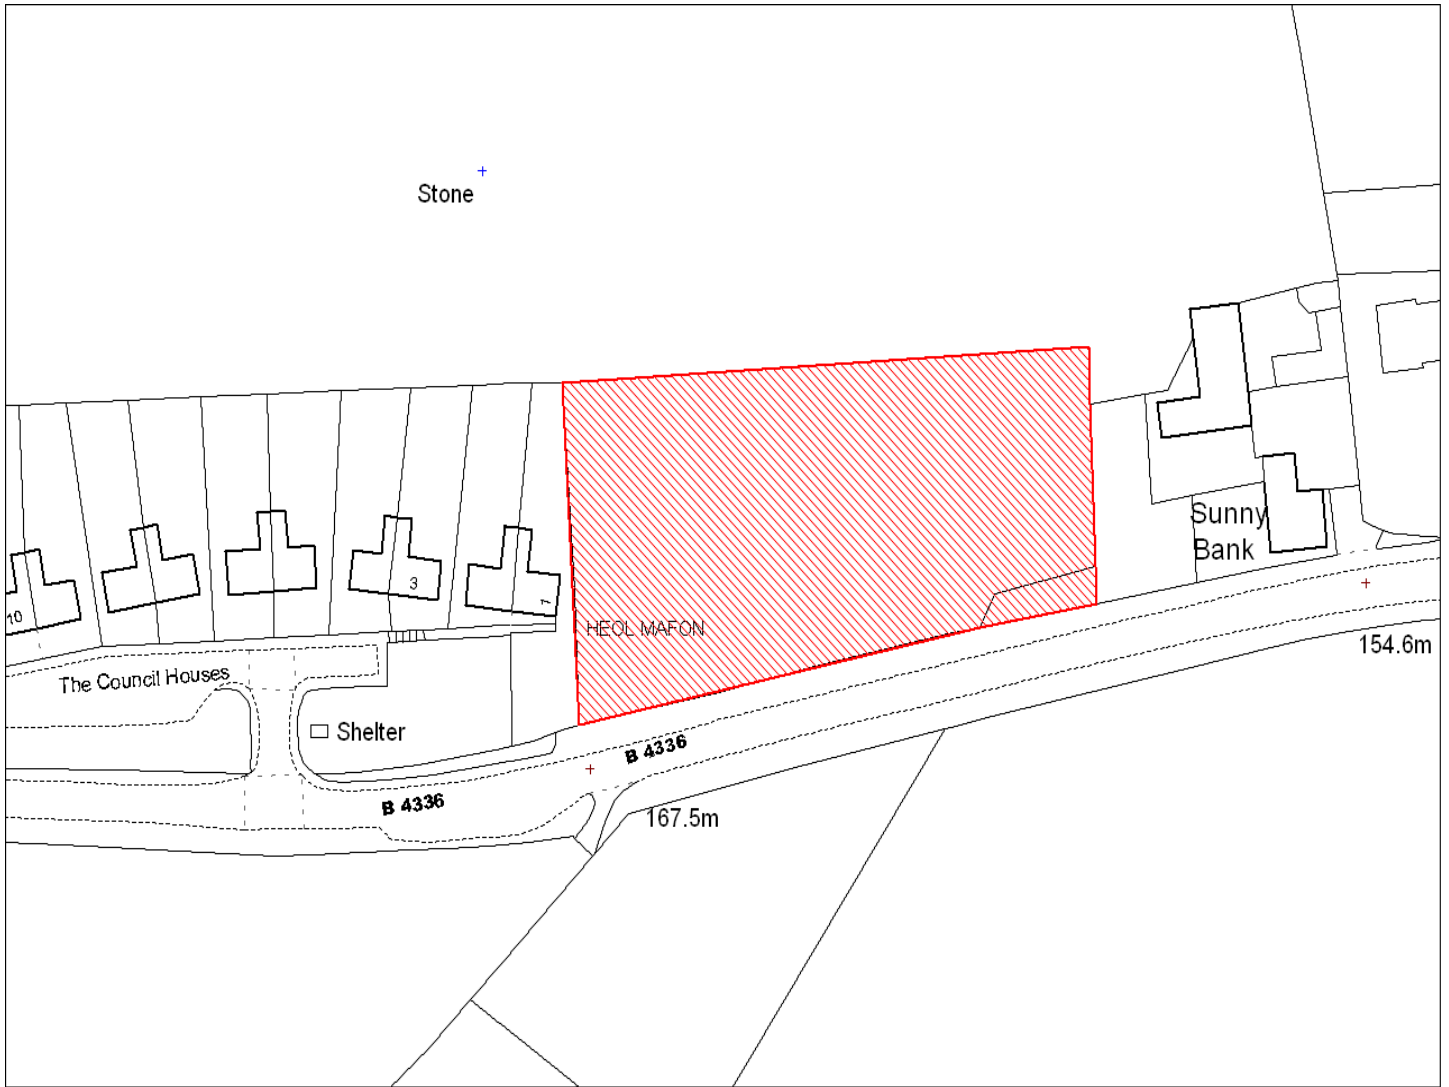 Stone
Sunny
Bank
3
1
10
HEOL MAFON
154.6m
The Council Houses
Shelter
B 4336
B 4336
167.5m